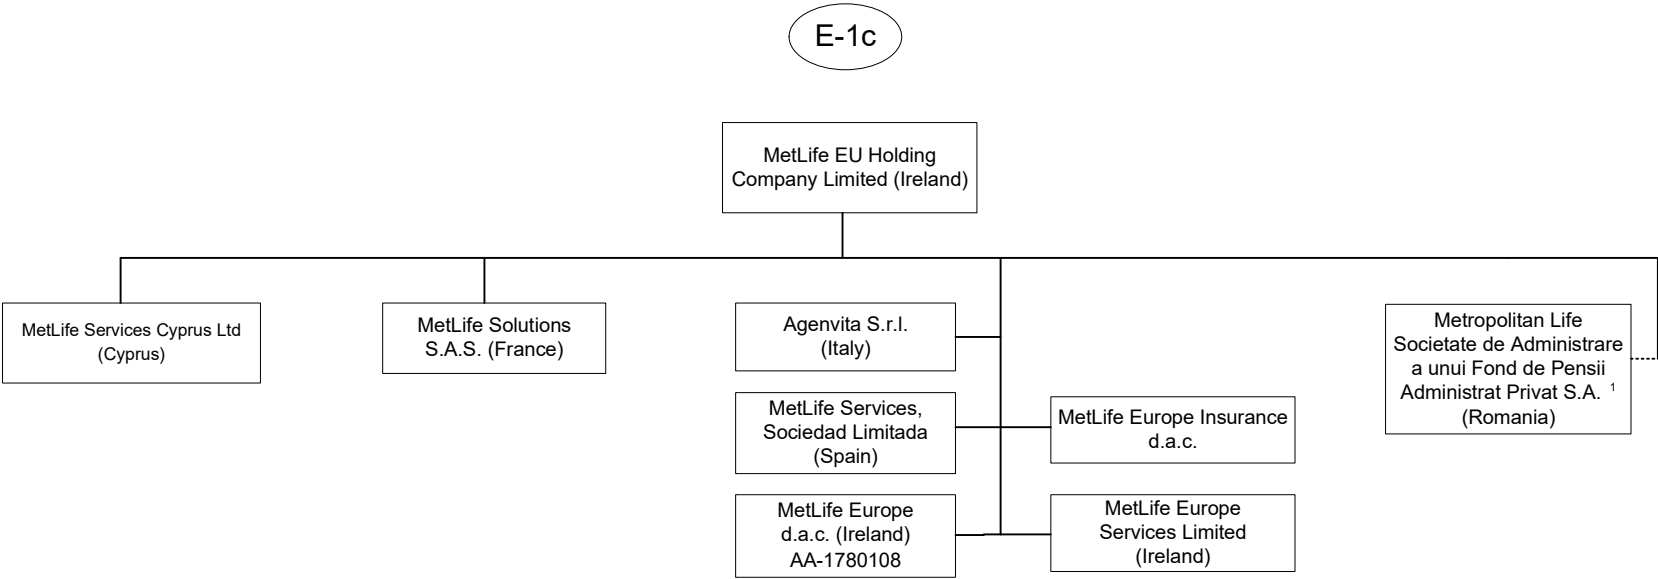 E-1c
MetLife EU Holding
Company Limited (Ireland)
MetLife Services Cyprus Ltd
(Cyprus)
MetLife Solutions
S.A.S. (France)
Agenvita S.r.l.
(Italy)
Metropolitan Life
Societate de Administrare
a unui Fond de Pensii
Administrat Privat S.A. 1
(Romania)
MetLife Services,
Sociedad Limitada
(Spain)
MetLife Europe Insurance
d.a.c.
MetLife Europe
d.a.c. (Ireland)
AA-1780108
MetLife Europe
Services Limited
(Ireland)